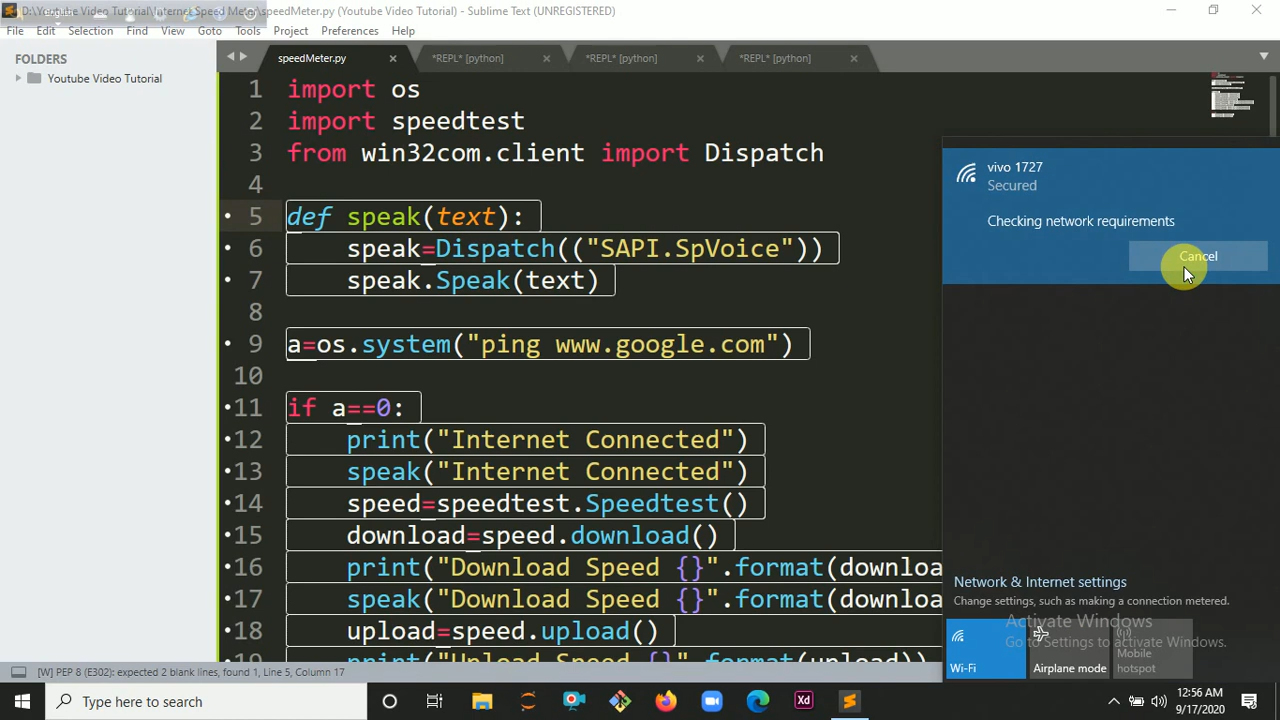 D:\Youtube Video Tutorial\Internet Speed Meter\speedMeter.py (Youtube Video Tutorial) - Sublime Text (UNREGISTERED)
File Edit Selection Find View Goto Tools Project Preferences Help
FOLDERS
Youtube Video Tutorial
speedMeter.py *REPL* [python] *REPL* [python] *REPL* [python]
1 import os
2 import speedtest
3 from win32com.client import Dispatch
4
5 def speak(text):
6 speak=Dispatch(("SAPI.SpVoice"))
7 speak.Speak(text)
8
9 a=os.system("ping www.google.com")
10
11 if a==0:
12 print("Internet Connected")
13 speak("Internet Connected")
14 speed=speedtest.Speedtest()
15 download=speed.download()
16 print("Download Speed {}".format(downloa
17 speak("Download Speed {}".format(downloa
18 upload=speed.upload()
19 print("Upload Speed {}".format(upload))
vivo 1727
Secured
Checking network requirements
Cancel
Network & Internet settings
Change settings, such as making a connection metered.
Activate Windows
Go to Settings to activate Windows.
Wi-Fi
Airplane mode
Mobile hotspot
[W] PEP 8 (E302): expected 2 blank lines, found 1, Line 5, Column 17
Type here to search
Xd
12:56 AM
9/17/2020